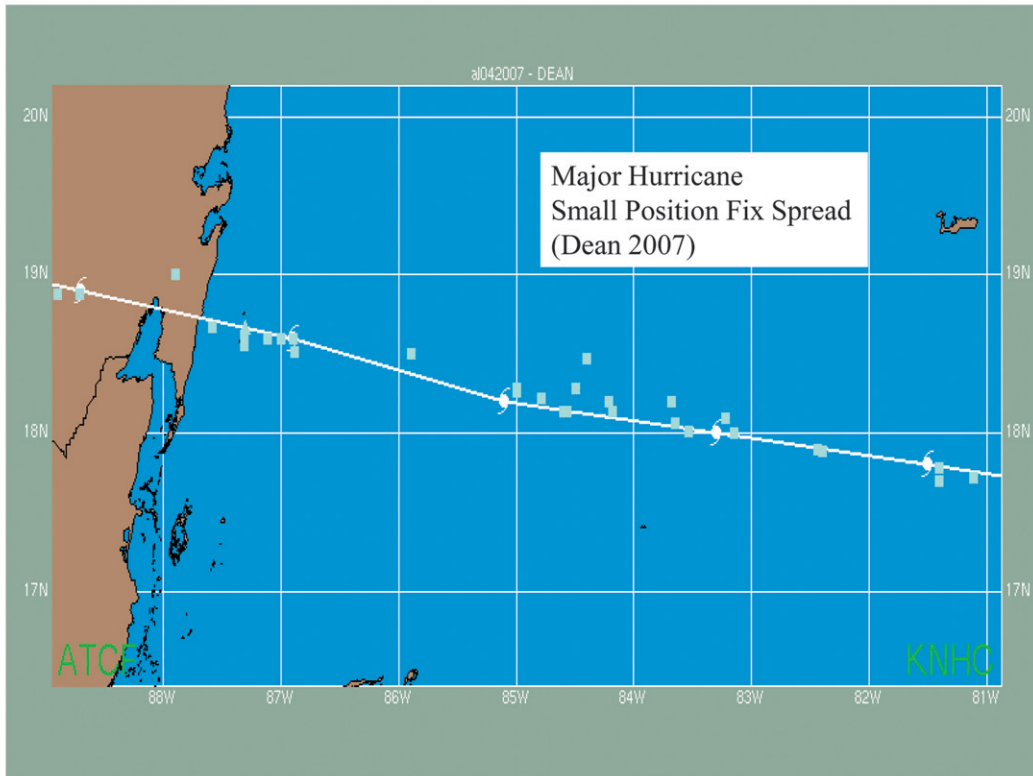 al042007 - DEAN
20N
20N
Major Hurricane
Small Position Fix Spread
(Dean 2007)
19N
19N
18N
18N
17N
17N
ATCF
KNHC
88W
87W
86W
85W
84W
83W
82W
81W